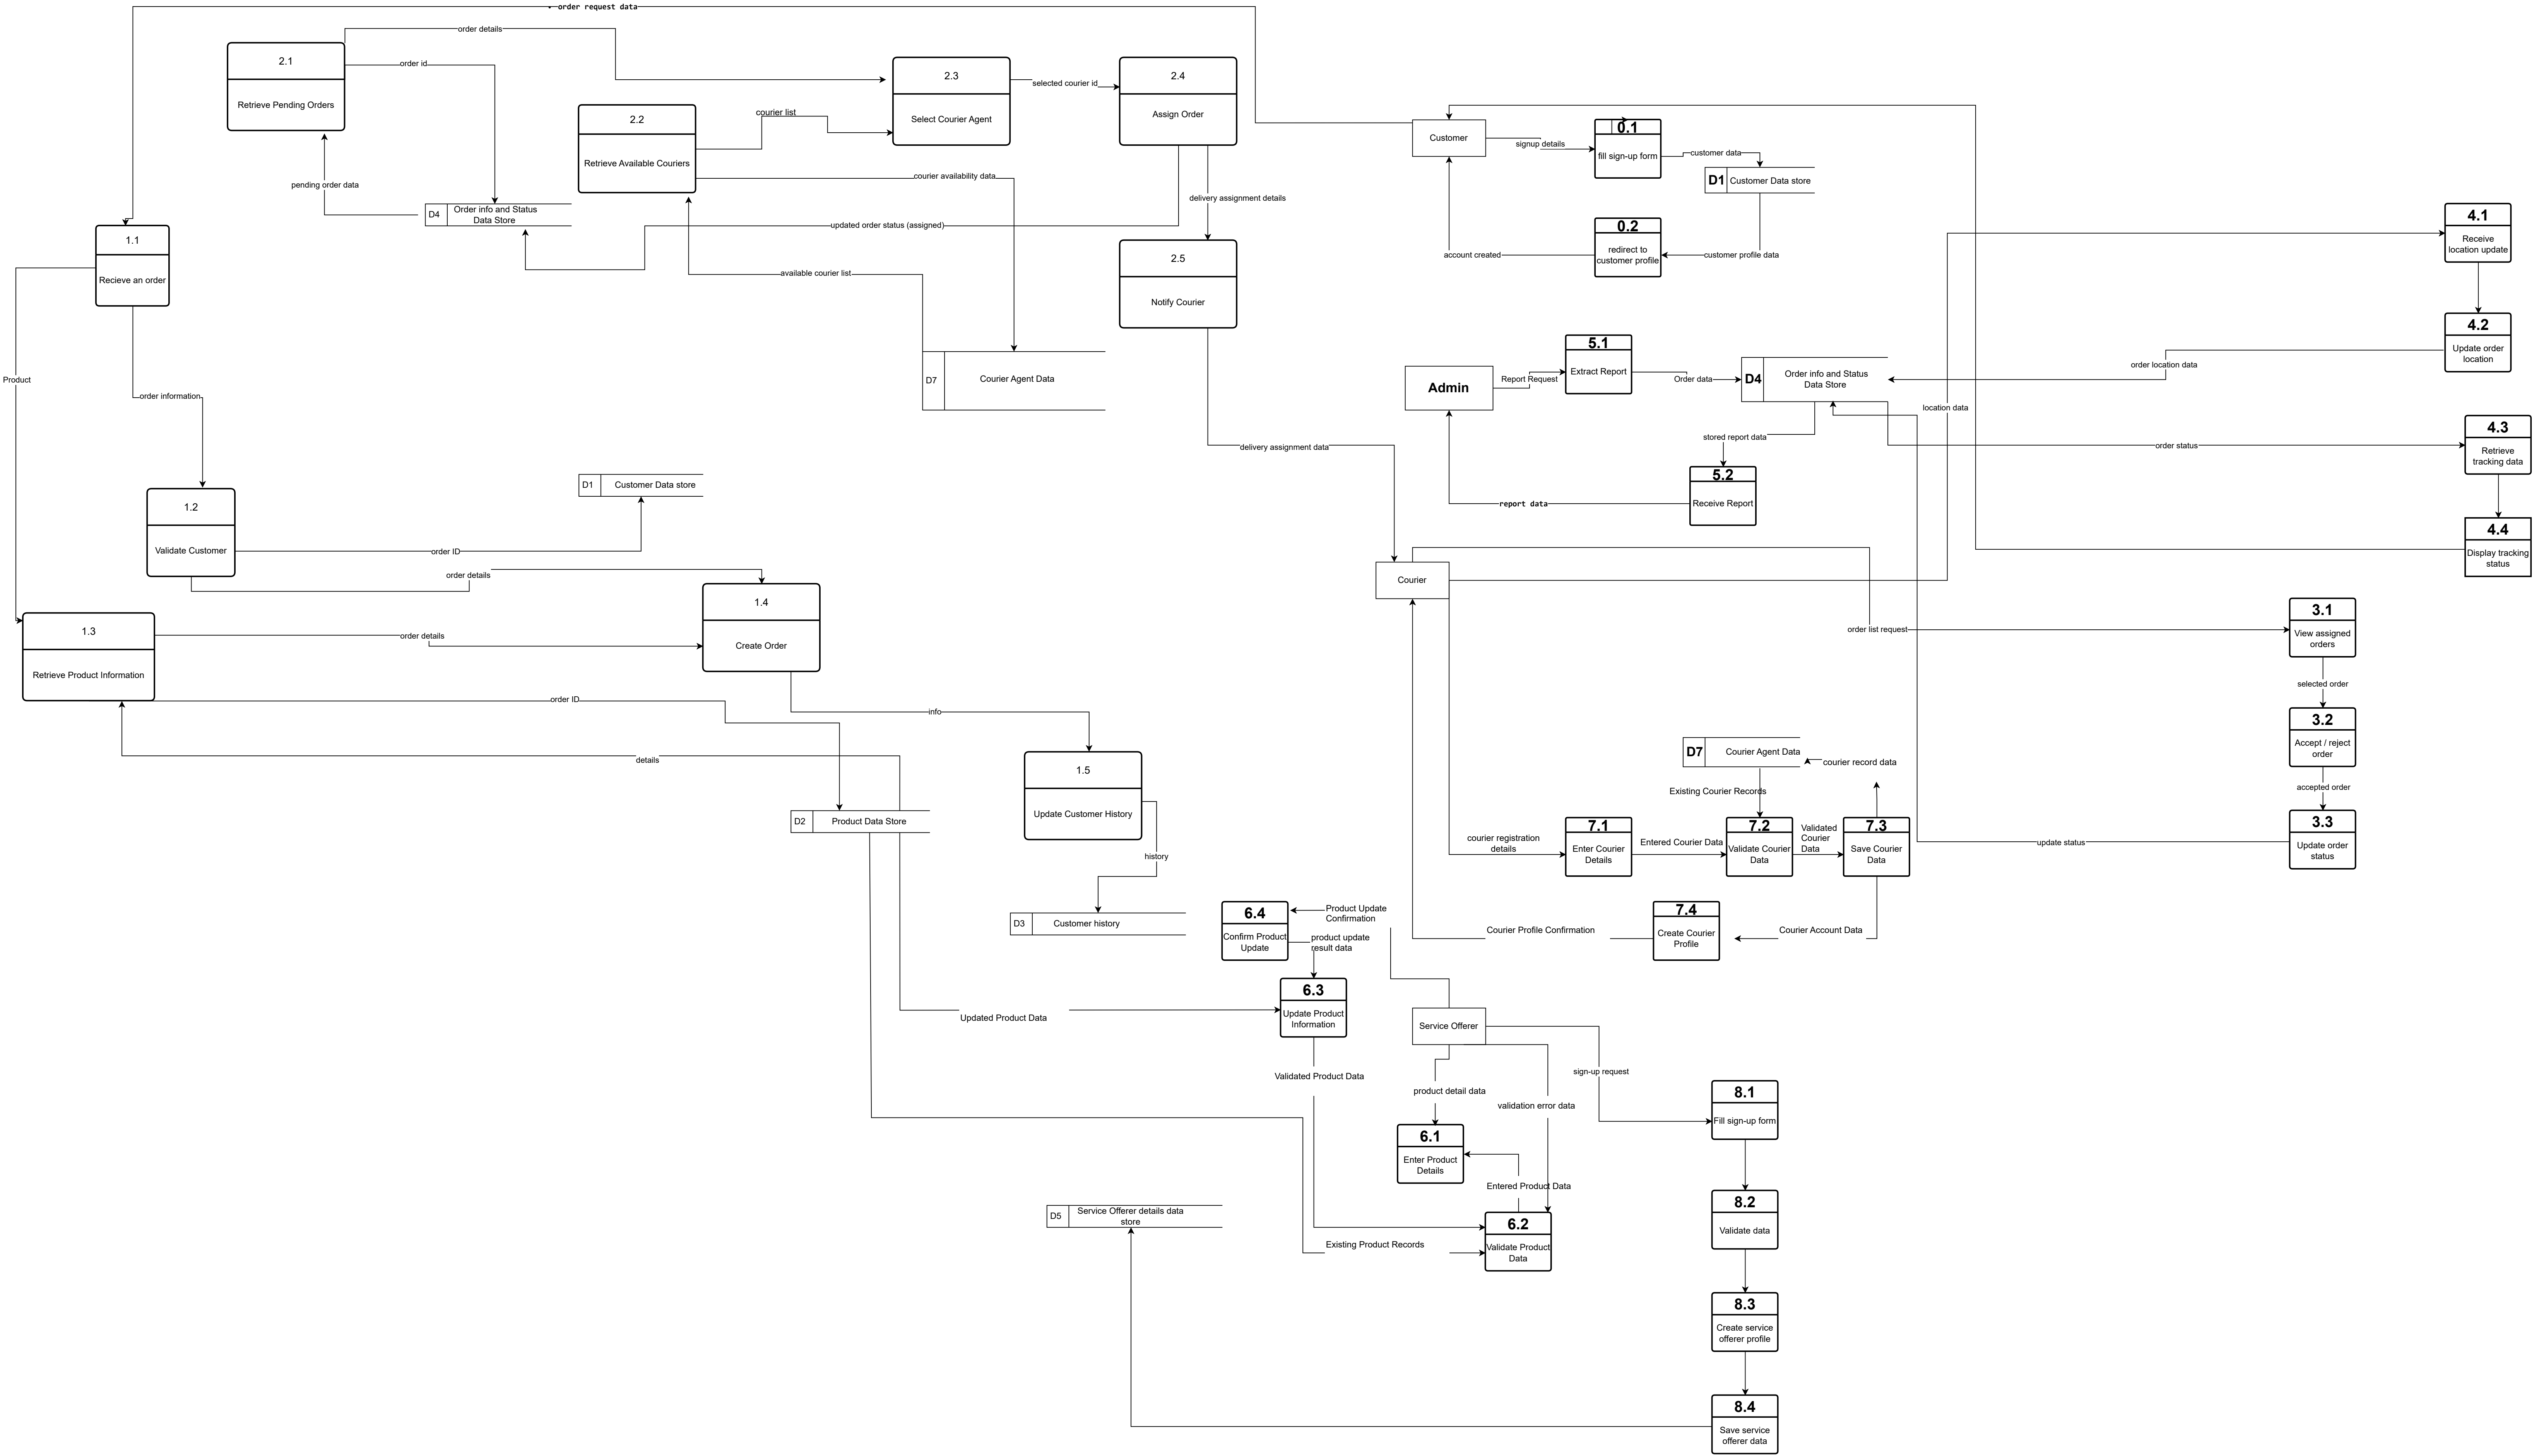 order request data
order details
2.1
Retrieve Pending Orders
order id
2.3
Select Courier Agent
selected courier id
2.4
Assign Order
2.2
Retrieve Available Couriers
courier list
courier availability data
pending order data
D4
Order info and Status
Data Store
updated order status (assigned)
delivery assignment details
available courier list
2.5
Notify Courier
D7
Courier Agent Data
delivery assignment data
1.1
Recieve an order
Product
order information
1.2
Validate Customer
D1
Customer Data store
order ID
order details
1.3
Retrieve Product Information
order details
1.4
Create Order
order ID
info
details
1.5
Update Customer History
history
D2
Product Data Store
D3
Customer history
Customer
signup details
0.1
fill sign-up form
customer data
D1
Customer Data store
0.2
redirect to
customer profile
account created
customer profile data
Admin
Report Request
5.1
Extract Report
Order data
D4
Order info and Status
Data Store
stored report data
5.2
Receive Report
report data
4.1
Receive
location update
4.2
Update order
location
order location data
location data
order status
4.3
Retrieve
tracking data
4.4
Display tracking
status
Courier
order list request
3.1
View assigned
orders
selected order
3.2
Accept / reject
order
accepted order
3.3
Update order
status
update status
D7
Courier Agent Data
courier record data
Existing Courier Records
courier registration
details
7.1
Enter Courier
Details
Entered Courier Data
7.2
Validate Courier
Data
Validated
Courier
Data
7.3
Save Courier
Data
7.4
Create Courier
Profile
Courier Profile Confirmation
Courier Account Data
6.4
Confirm Product
Update
Product Update
Confirmation
product update
result data
6.3
Update Product
Information
Updated Product Data
Service Offerer
Validated Product Data
product detail data
validation error data
sign-up request
6.1
Enter Product
Details
Entered Product Data
6.2
Validate Product
Data
Existing Product Records
D5
Service Offerer details data
store
8.1
Fill sign-up form
8.2
Validate data
8.3
Create service
offerer profile
8.4
Save service
offerer data